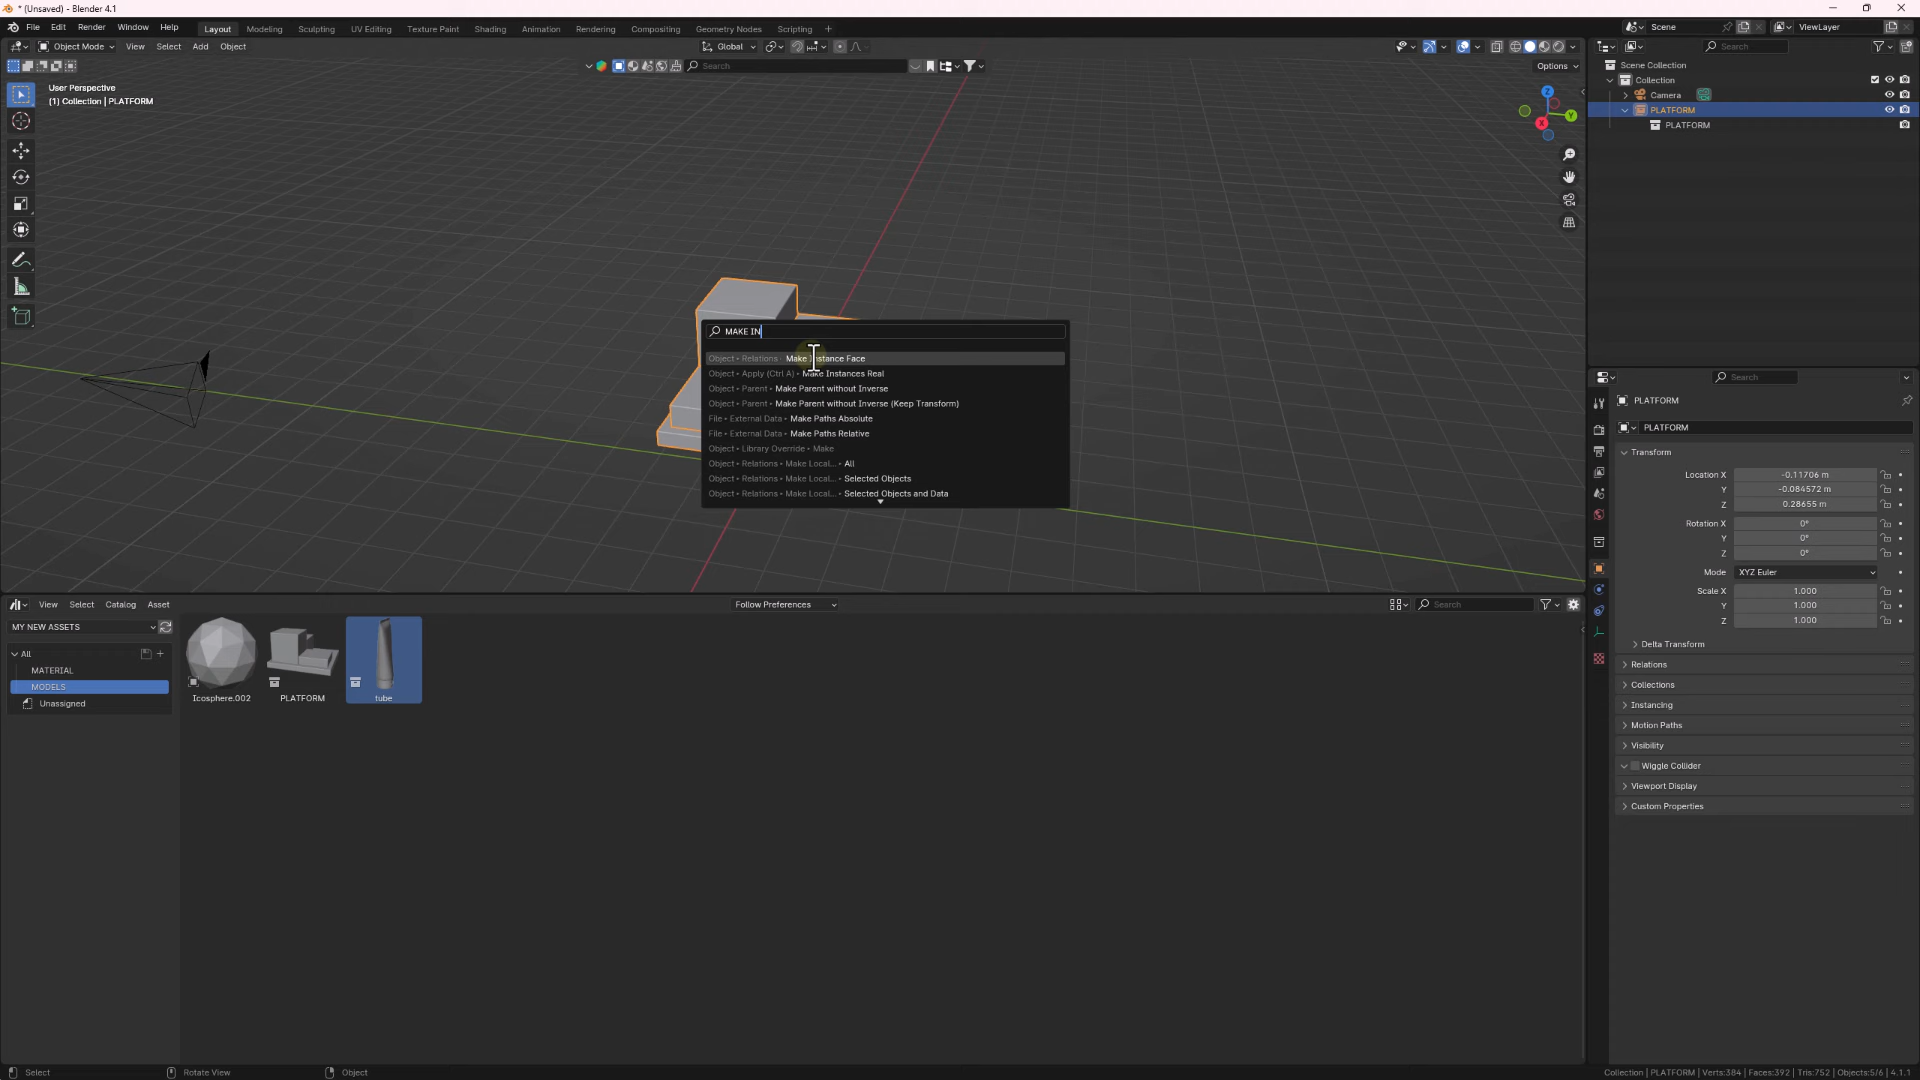 * (Unsaved) - Blender 4.1
File Edit Render Window Help Layout Modeling Sculpting UV Editing Texture Paint Shading Animation Rendering Compositing Geometry Nodes Scripting + Scene ViewLayer
Object Mode View Select Add Object Global Search
Search Options
User Perspective
(1) Collection | PLATFORM
Scene Collection
Collection
Camera
PLATFORM
PLATFORM
Z
Y
X
MAKE IN
Object ▸ Relations ▸ Make Instance Face
Object ▸ Apply (Ctrl A) ▸ Make Instances Real
Object ▸ Parent ▸ Make Parent without Inverse
Object ▸ Parent ▸ Make Parent without Inverse (Keep Transform)
File ▸ External Data ▸ Make Paths Absolute
File ▸ External Data ▸ Make Paths Relative
Object ▸ Library Override ▸ Make
Object ▸ Relations ▸ Make Local... ▸ All
Object ▸ Relations ▸ Make Local... ▸ Selected Objects
Object ▸ Relations ▸ Make Local... ▸ Selected Objects and Data
Search
PLATFORM
PLATFORM
Transform
Location X -0.11706 m
Y -0.084572 m
Z 0.28655 m
Rotation X 0°
Y 0°
Z 0°
Mode XYZ Euler
Scale X 1.000
Y 1.000
Z 1.000
Delta Transform
Relations
Collections
Instancing
Motion Paths
Visibility
Wiggle Collider
Viewport Display
Custom Properties
View Select Catalog Asset Follow Preferences Search
MY NEW ASSETS
All
MATERIAL
MODELS
Unassigned
Icosphere.002 PLATFORM tube
Select Rotate View Object Collection | PLATFORM | Verts:384 | Faces:392 | Tris:752 | Objects:5/6 | 4.1.1